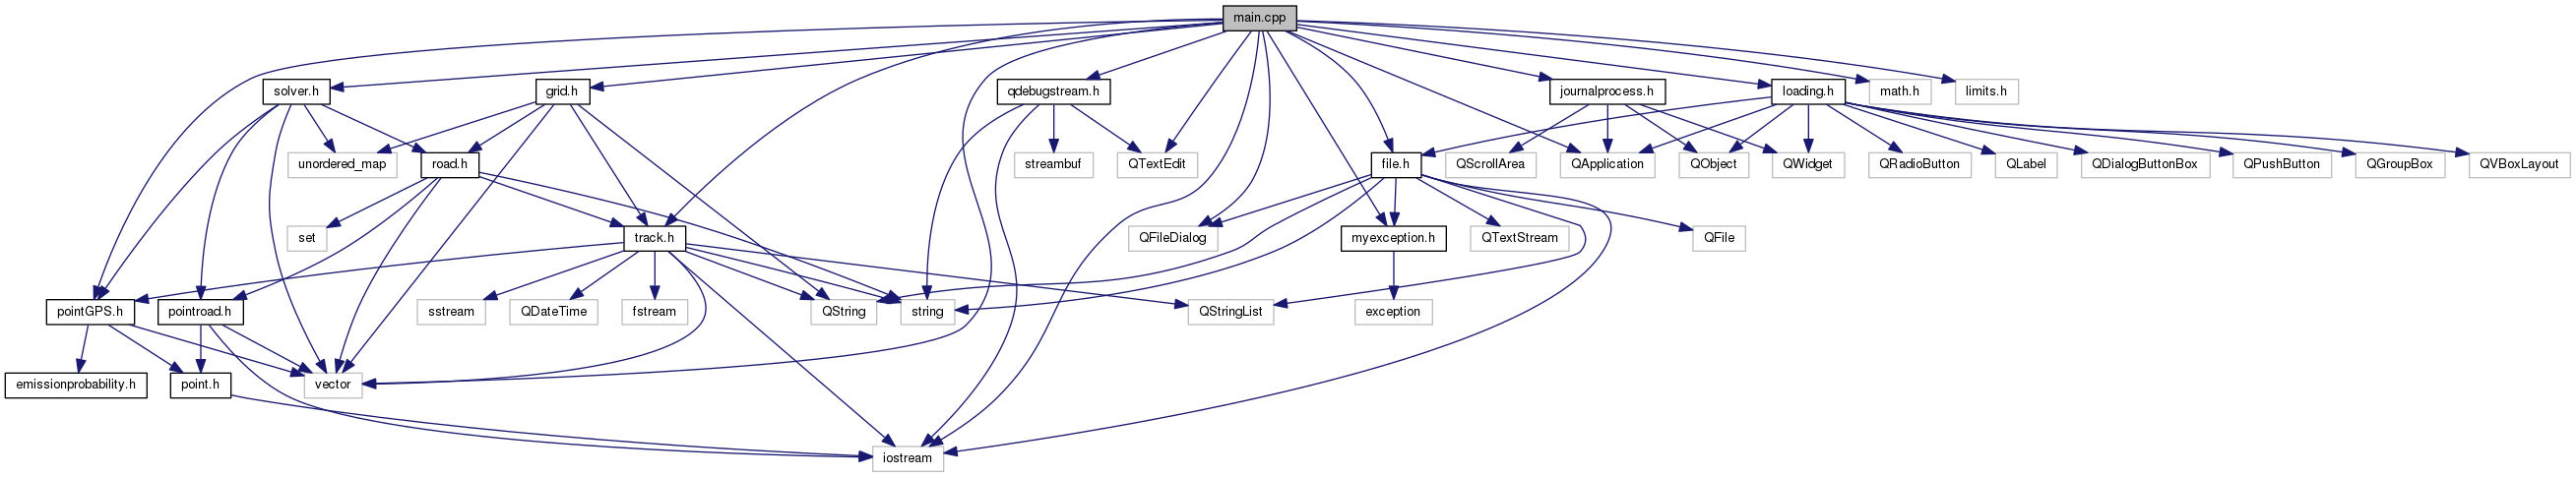 main.cpp
solver.h
grid.h
qdebugstream.h
journalprocess.h
loading.h
math.h
limits.h
unordered_map
road.h
streambuf
QTextEdit
file.h
QScrollArea
QApplication
QObject
QWidget
QRadioButton
QLabel
QDialogButtonBox
QPushButton
QGroupBox
QVBoxLayout
set
track.h
QFileDialog
myexception.h
QTextStream
QFile
pointGPS.h
pointroad.h
sstream
QDateTime
fstream
QString
string
QStringList
exception
emissionprobability.h
point.h
vector
iostream